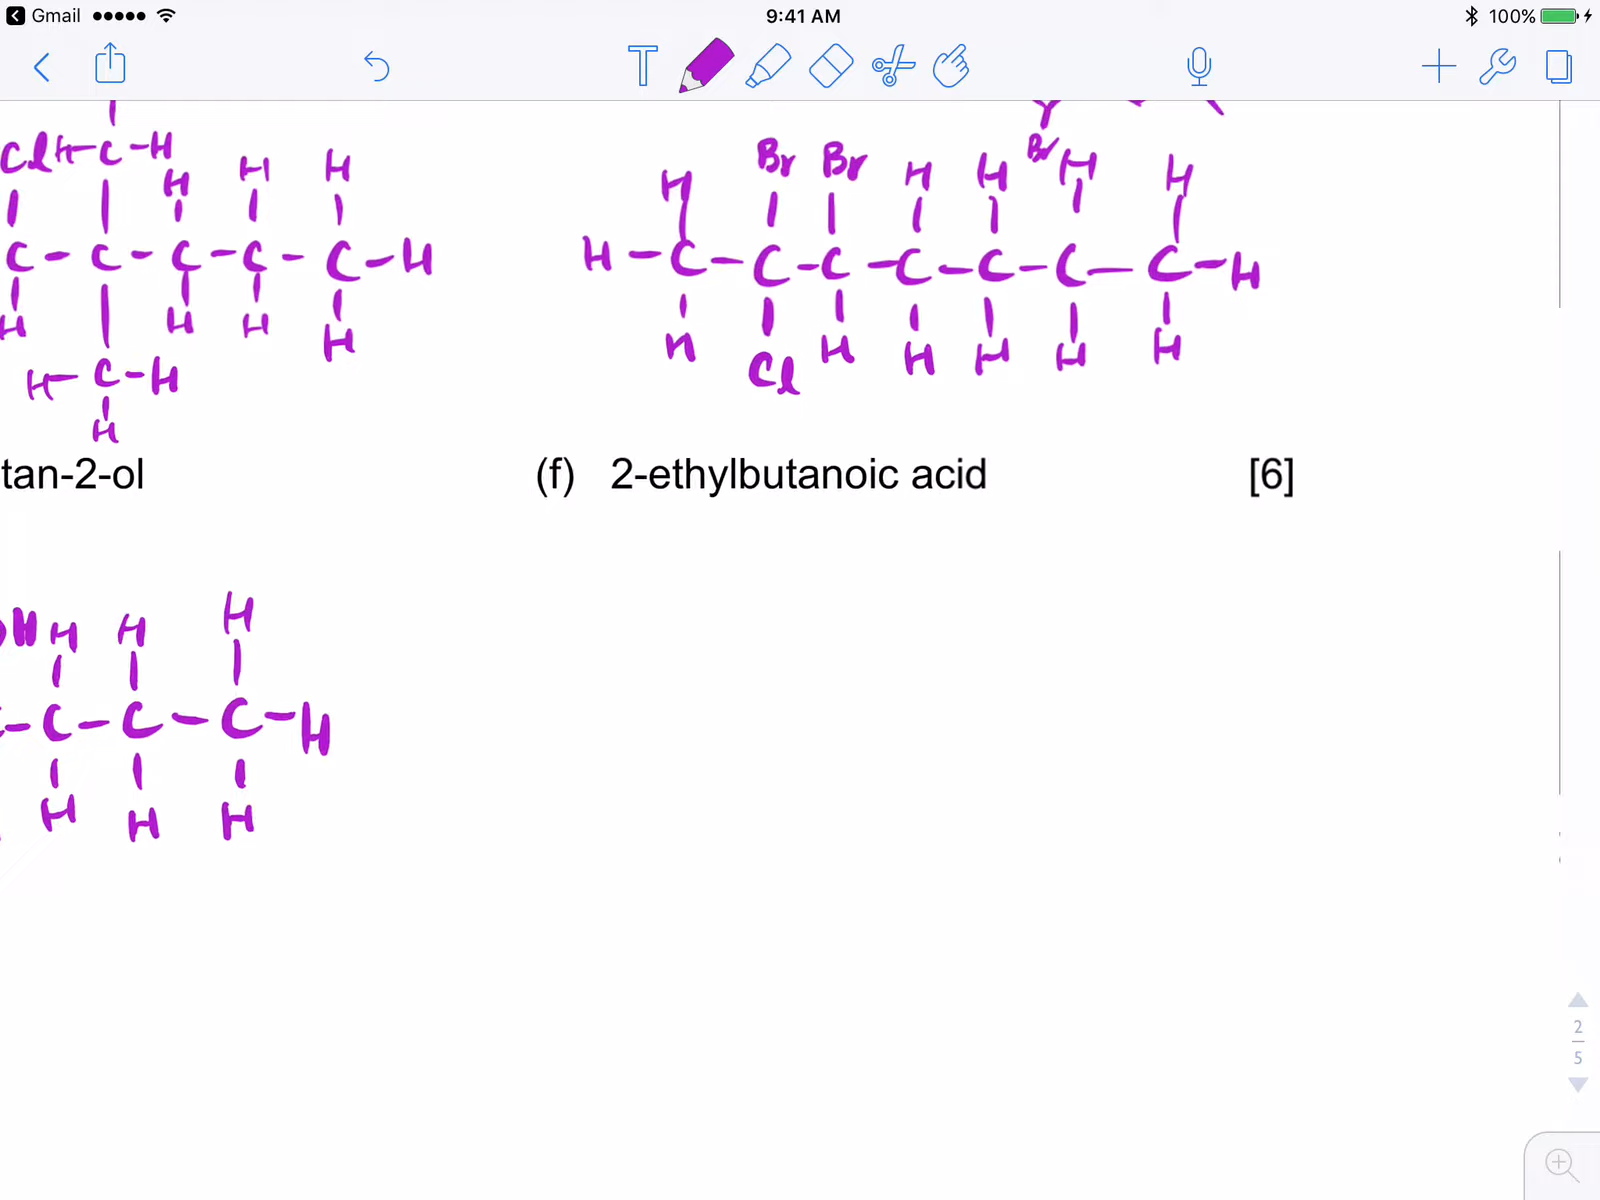 Gmail 9:41 AM 100%
T
Cl H-C-H Br
H H H H Br Br H H H H
C-C-C-C-C-H H-C-C-C-C-C-C-C-H
H H H H H Cl H H H H H
H-C-H
H
tan-2-ol (f) 2-ethylbutanoic acid [6]
OH H H H
-C-C-C-H
H H H
2
5